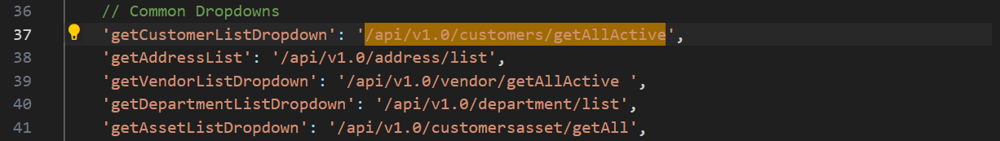 36 // Common Dropdowns
37 'getCustomerListDropdown': '/api/v1.0/customers/getAllActive',
38 'getAddressList': '/api/v1.0/address/list',
39 'getVendorListDropdown': '/api/v1.0/vendor/getAllActive ',
40 'getDepartmentListDropdown': '/api/v1.0/department/list',
41 'getAssetListDropdown': '/api/v1.0/customersasset/getAll',